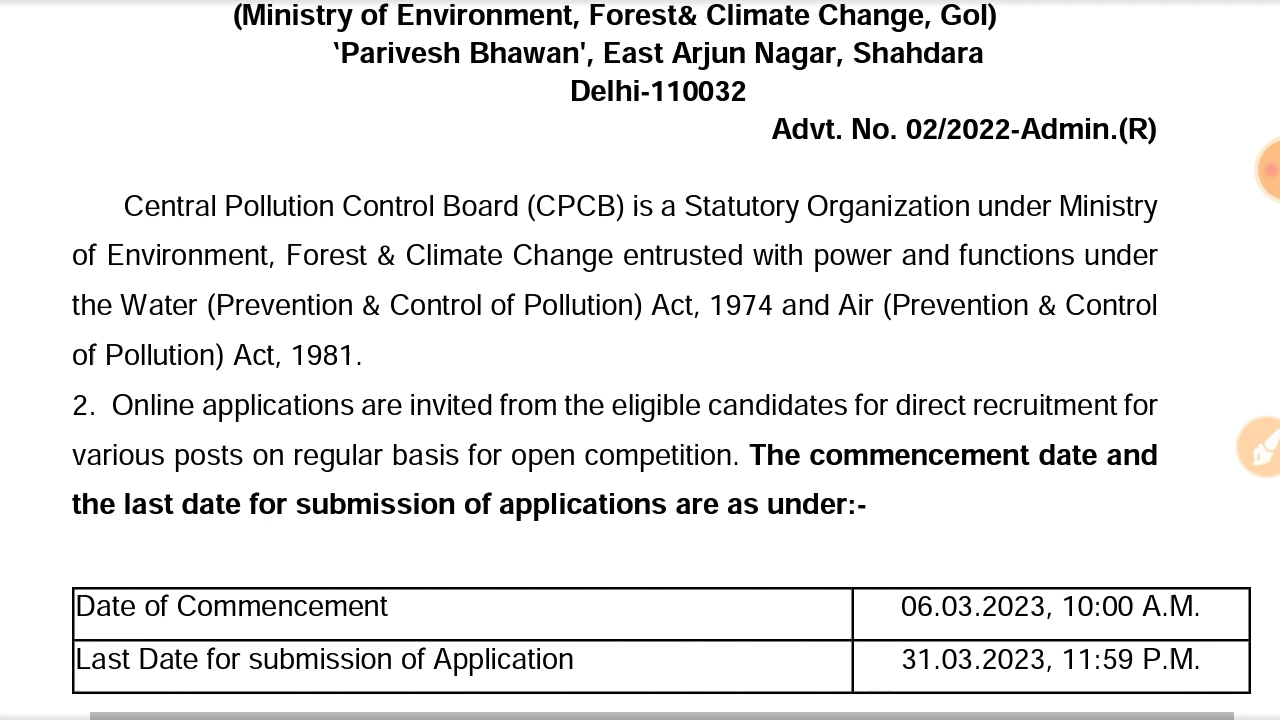 (Ministry of Environment, Forest& Climate Change, GoI)
‘Parivesh Bhawan', East Arjun Nagar, Shahdara
Delhi-110032
Advt. No. 02/2022-Admin.(R)
Central Pollution Control Board (CPCB) is a Statutory Organization under Ministry
of Environment, Forest & Climate Change entrusted with power and functions under
the Water (Prevention & Control of Pollution) Act, 1974 and Air (Prevention & Control
of Pollution) Act, 1981.
2. Online applications are invited from the eligible candidates for direct recruitment for
various posts on regular basis for open competition. The commencement date and
the last date for submission of applications are as under:-
Date of Commencement 06.03.2023, 10:00 A.M.
Last Date for submission of Application 31.03.2023, 11:59 P.M.